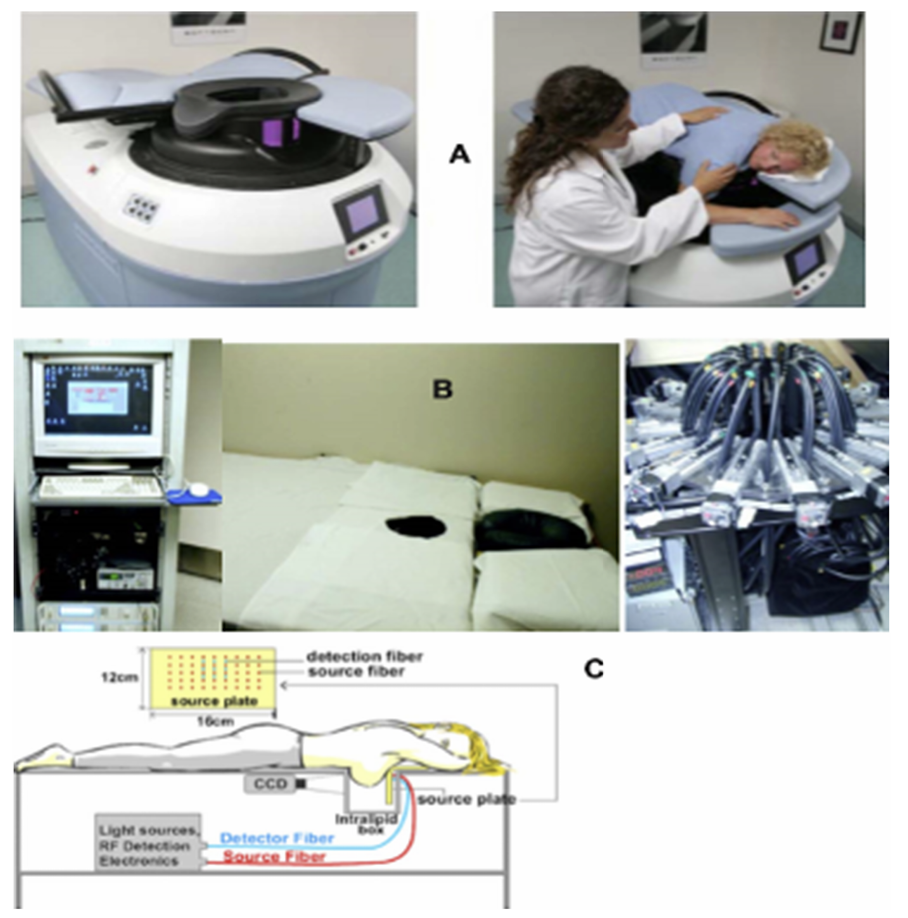 A
B
C
detection fiber
source fiber
12cm
source plate
16cm
CCD
source plate
Intralipid
box
Light sources,
RF Detection
Electronics
Detector Fiber
Source Fiber